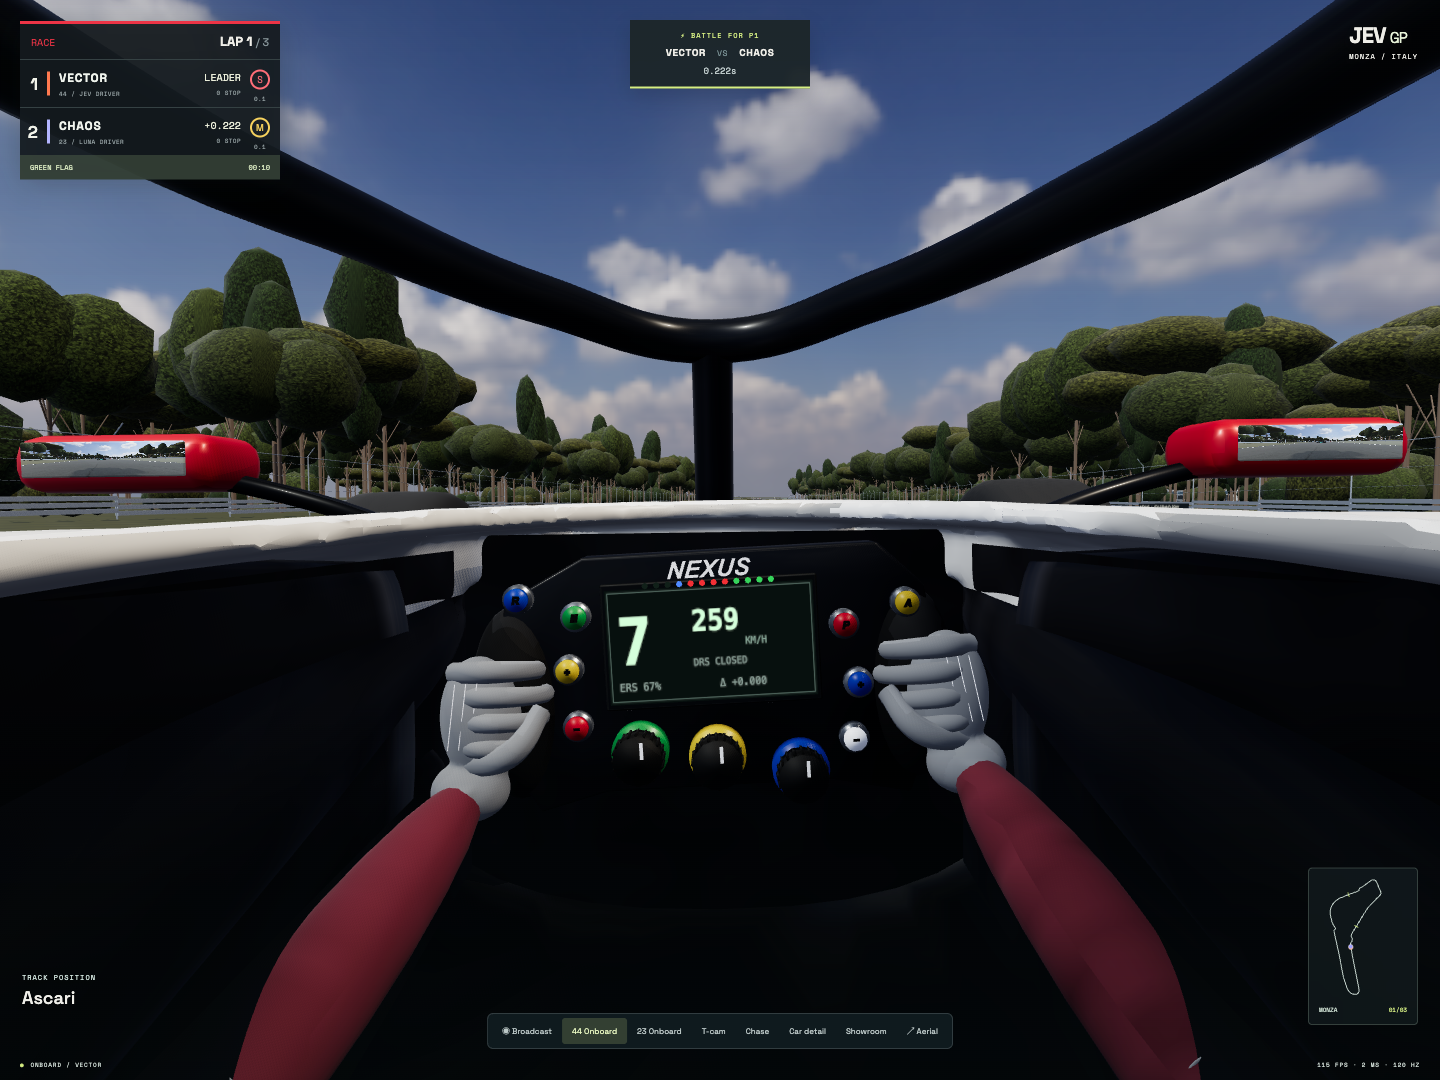 RACE
LAP 1 / 3
1 VECTOR LEADER S
44 / JEV DRIVER 0 STOP 0.1
2 CHAOS +0.222 M
23 / LUNA DRIVER 0 STOP 0.1
GREEN FLAG 00:10
⚡ BATTLE FOR P1
VECTOR VS CHAOS
0.222s
JEV GP
MONZA / ITALY
NEXUS
7 259
KM/H
DRS CLOSED
ERS 67% Δ +0.000
R
A
P
+
-
TRACK POSITION
Ascari
MONZA 01/03
Broadcast 44 Onboard 23 Onboard T-cam Chase Car detail Showroom Aerial
ONBOARD / VECTOR
115 FPS · 2 MS · 120 HZ